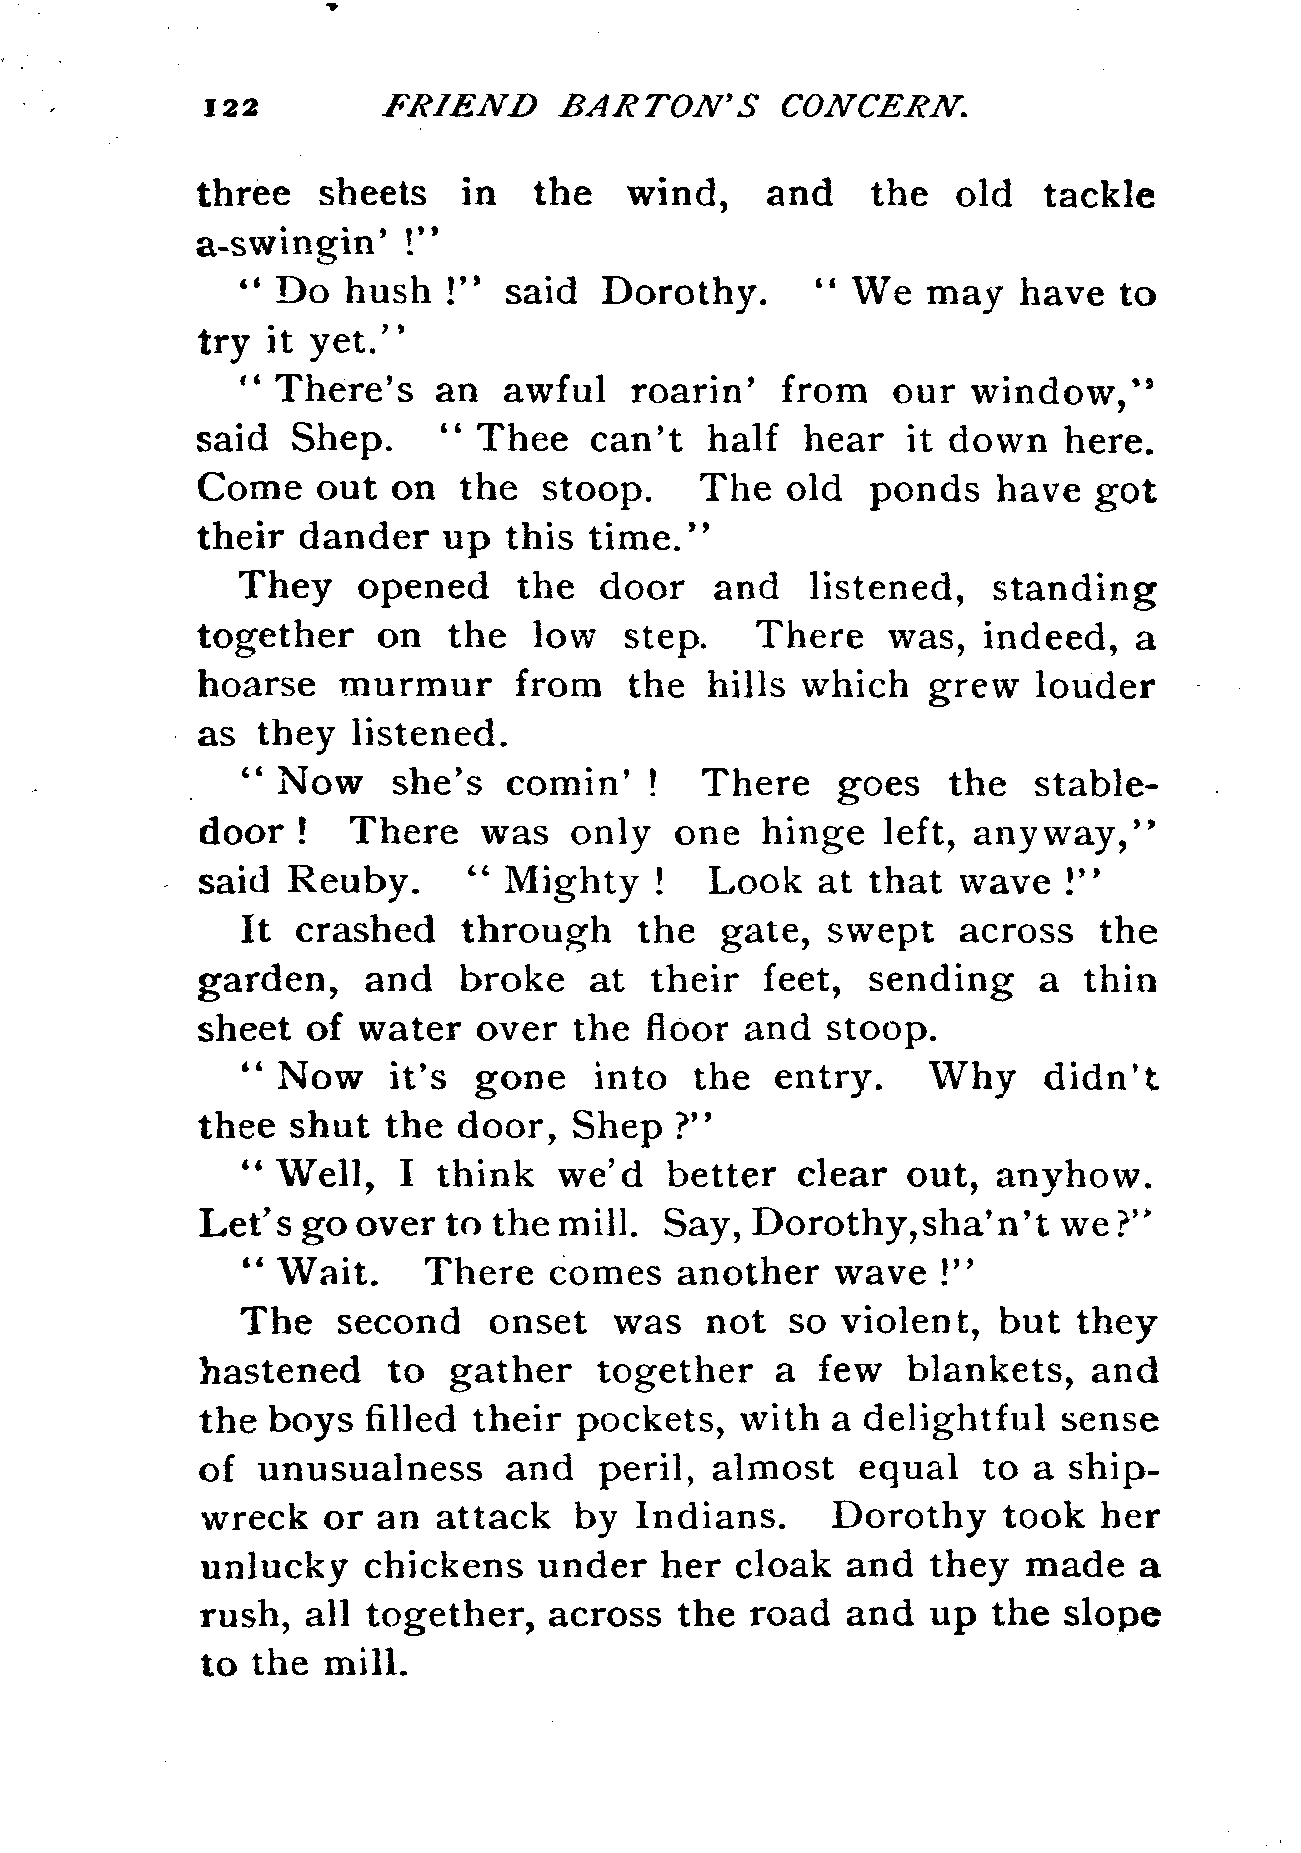 122 FRIEND BARTON'S CONCERN.
three sheets in the wind, and the old tackle
a-swingin' !"
" Do hush !" said Dorothy. " We may have to
try it yet."
" There's an awful roarin' from our window,"
said Shep. " Thee can't half hear it down here.
Come out on the stoop. The old ponds have got
their dander up this time."
They opened the door and listened, standing
together on the low step. There was, indeed, a
hoarse murmur from the hills which grew louder
as they listened.
" Now she's comin' ! There goes the stable-
door ! There was only one hinge left, anyway,"
said Reuby. " Mighty ! Look at that wave !"
It crashed through the gate, swept across the
garden, and broke at their feet, sending a thin
sheet of water over the floor and stoop.
" Now it's gone into the entry. Why didn't
thee shut the door, Shep ?"
" Well, I think we'd better clear out, anyhow.
Let's go over to the mill. Say, Dorothy, sha'n't we ?"
" Wait. There comes another wave !"
The second onset was not so violent, but they
hastened to gather together a few blankets, and
the boys filled their pockets, with a delightful sense
of unusualness and peril, almost equal to a ship-
wreck or an attack by Indians. Dorothy took her
unlucky chickens under her cloak and they made a
rush, all together, across the road and up the slope
to the mill.